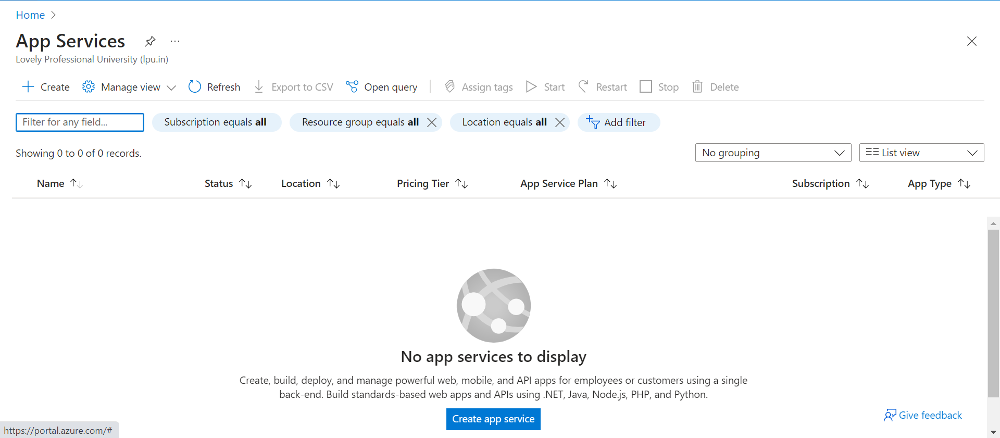 Home
App Services ...
Lovely Professional University (lpu.in)
Create Manage view Refresh Export to CSV Open query Assign tags Start Restart Stop Delete
Filter for any field... Subscription equals all Resource group equals all Location equals all Add filter
Showing 0 to 0 of 0 records. No grouping List view
Name Status Location Pricing Tier App Service Plan Subscription App Type
No app services to display
Create, build, deploy, and manage powerful web, mobile, and API apps for employees or customers using a single
back-end. Build standards-based web apps and APIs using .NET, Java, Node.js, PHP, and Python.
Create app service
Give feedback
https://portal.azure.com/#